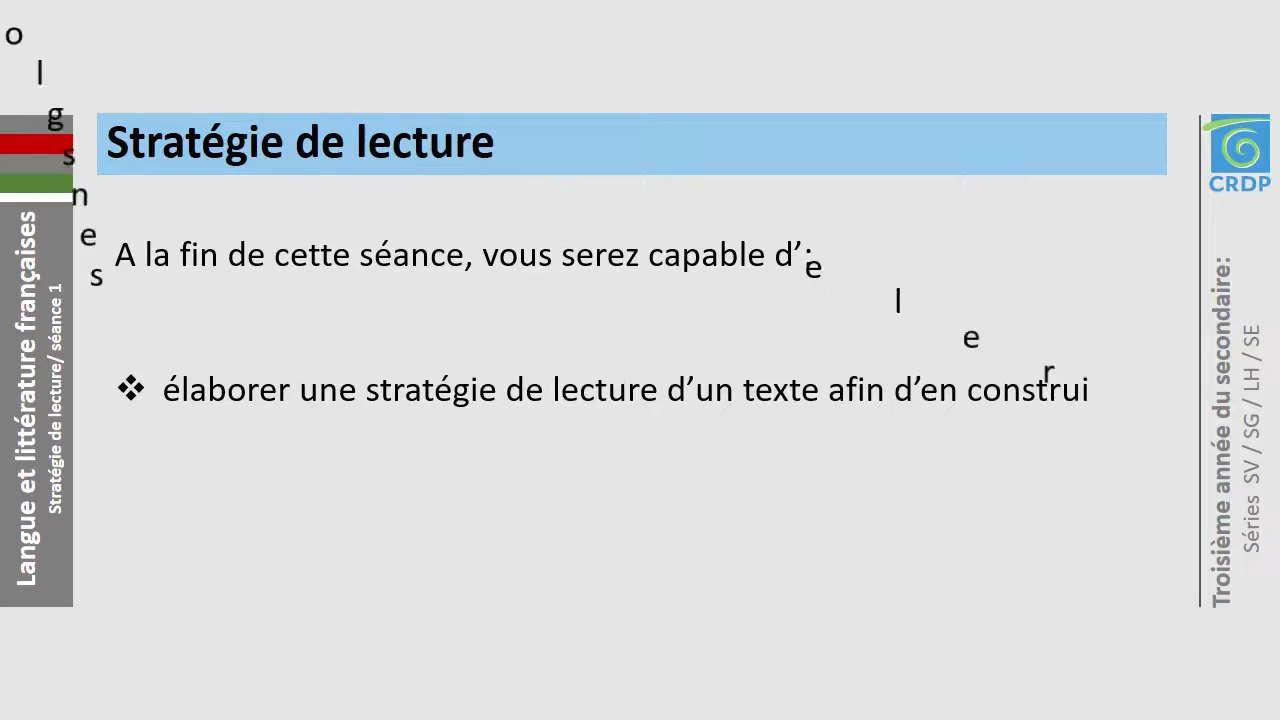 Stratégie de lecture
A la fin de cette séance, vous serez capable d’:
❖ élaborer une stratégie de lecture d’un texte afin d’en construi
r
e
l
e
s
e
n
s
g
l
o
Langue et littérature françaises
Stratégie de lecture/ séance 1
CRDP
Troisième année du secondaire:
Séries SV / SG / LH / SE